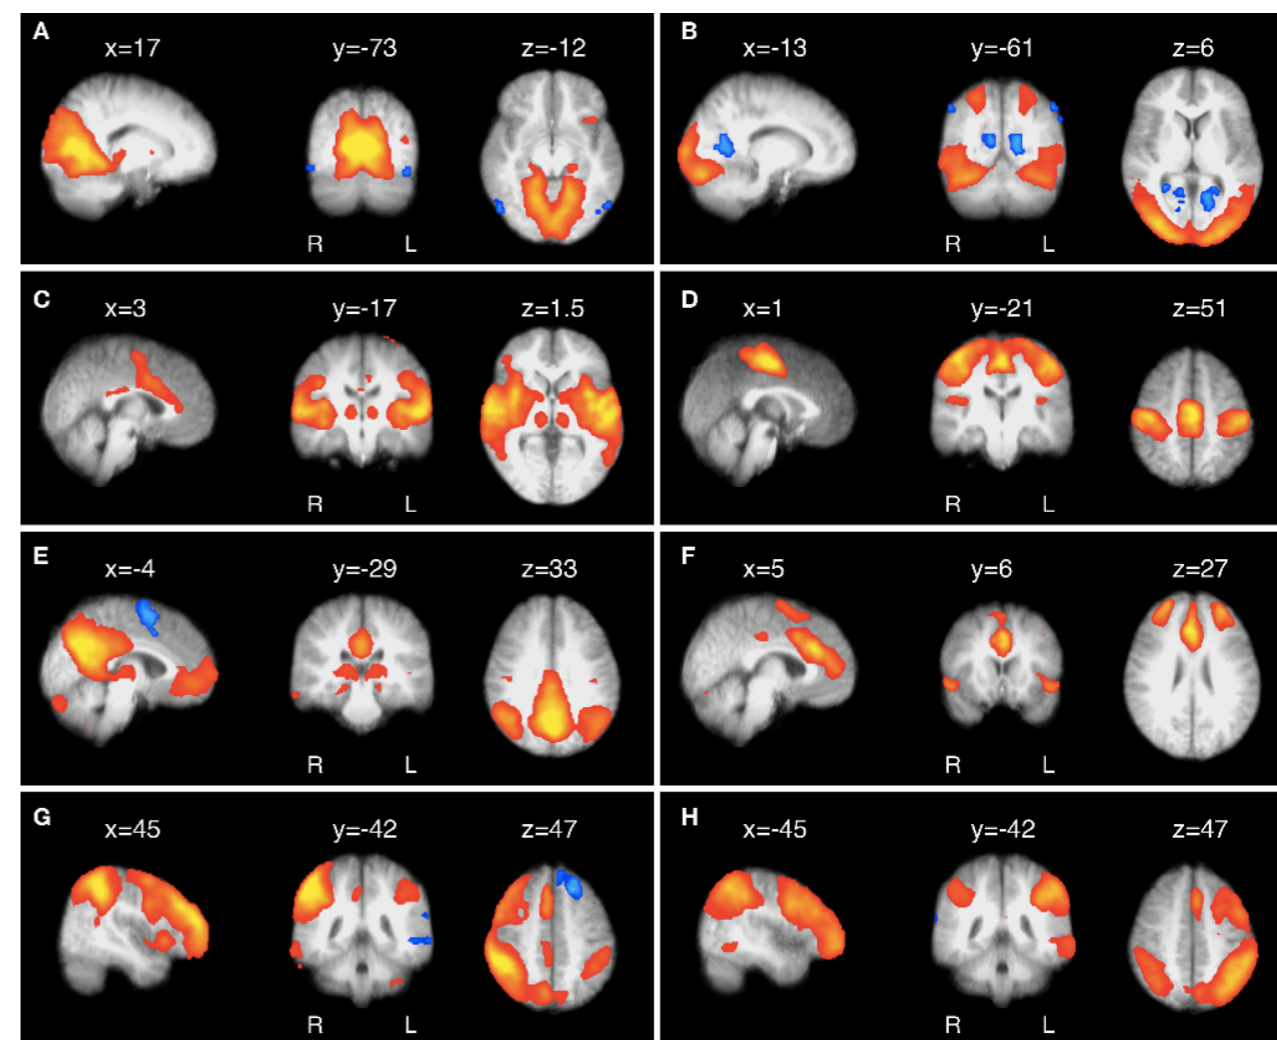 A
x=17 y=-73 z=-12
R L
B
x=-13 y=-61 z=6
R L
C
x=3 y=-17 z=1.5
R L
D
x=1 y=-21 z=51
R L
E
x=-4 y=-29 z=33
R L
F
x=5 y=6 z=27
R L
G
x=45 y=-42 z=47
R L
H
x=-45 y=-42 z=47
R L